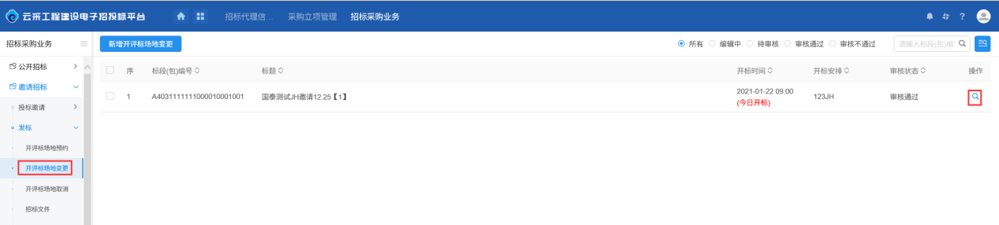 云采工程建设电子招投标平台 招标代理信... 采购立项管理 招标采购业务
招标采购业务 新增开评标场地变更 所有 编辑中 待审核 审核通过 审核不通过 请输入标段(包)编
公开招标 序 标段(包)编号 标题 开标时间 开标安排 审核状态 操作
邀请招标
1 A4031111111000010001001 国泰测试JH邀请12.25【1】 2021-01-22 09:00 123JH 审核通过
(今日开标)
投标邀请
发标
开评标场地预约
开评标场地变更
开评标场地取消
招标文件